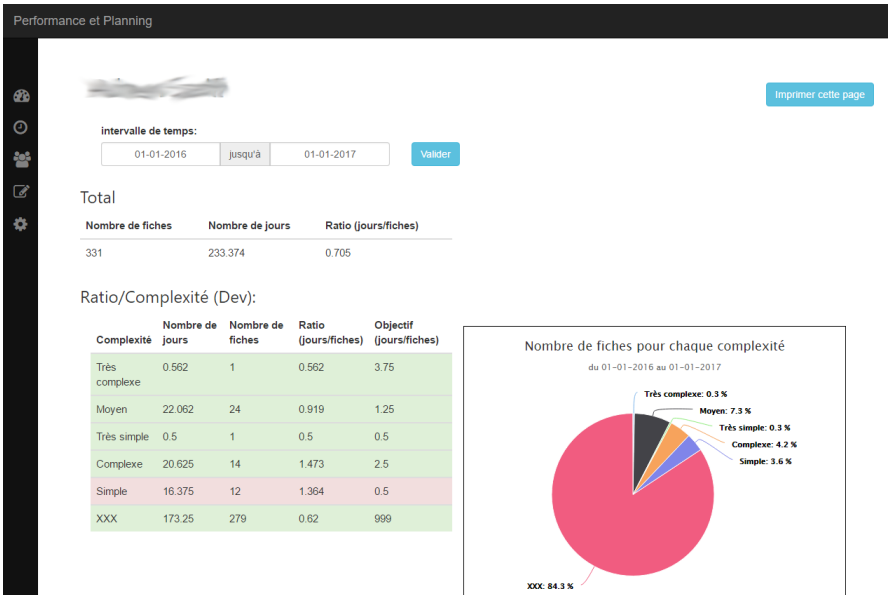 Performance et Planning
Imprimer cette page
intervalle de temps:
01-01-2016 jusqu'à 01-01-2017 Valider
Total
Nombre de fiches Nombre de jours Ratio (jours/fiches)
331 233.374 0.705
Ratio/Complexité (Dev):
Nombre de Nombre de Ratio Objectif
Complexité jours fiches (jours/fiches) (jours/fiches)
Très 0.562 1 0.562 3.75
complexe
Moyen 22.062 24 0.919 1.25
Très simple 0.5 1 0.5 0.5
Complexe 20.625 14 1.473 2.5
Simple 16.375 12 1.364 0.5
XXX 173.25 279 0.62 999
Nombre de fiches pour chaque complexité
du 01-01-2016 au 01-01-2017
Très complexe: 0.3 %
Moyen: 7.3 %
Très simple: 0.3 %
Complexe: 4.2 %
Simple: 3.6 %
XXX: 84.3 %